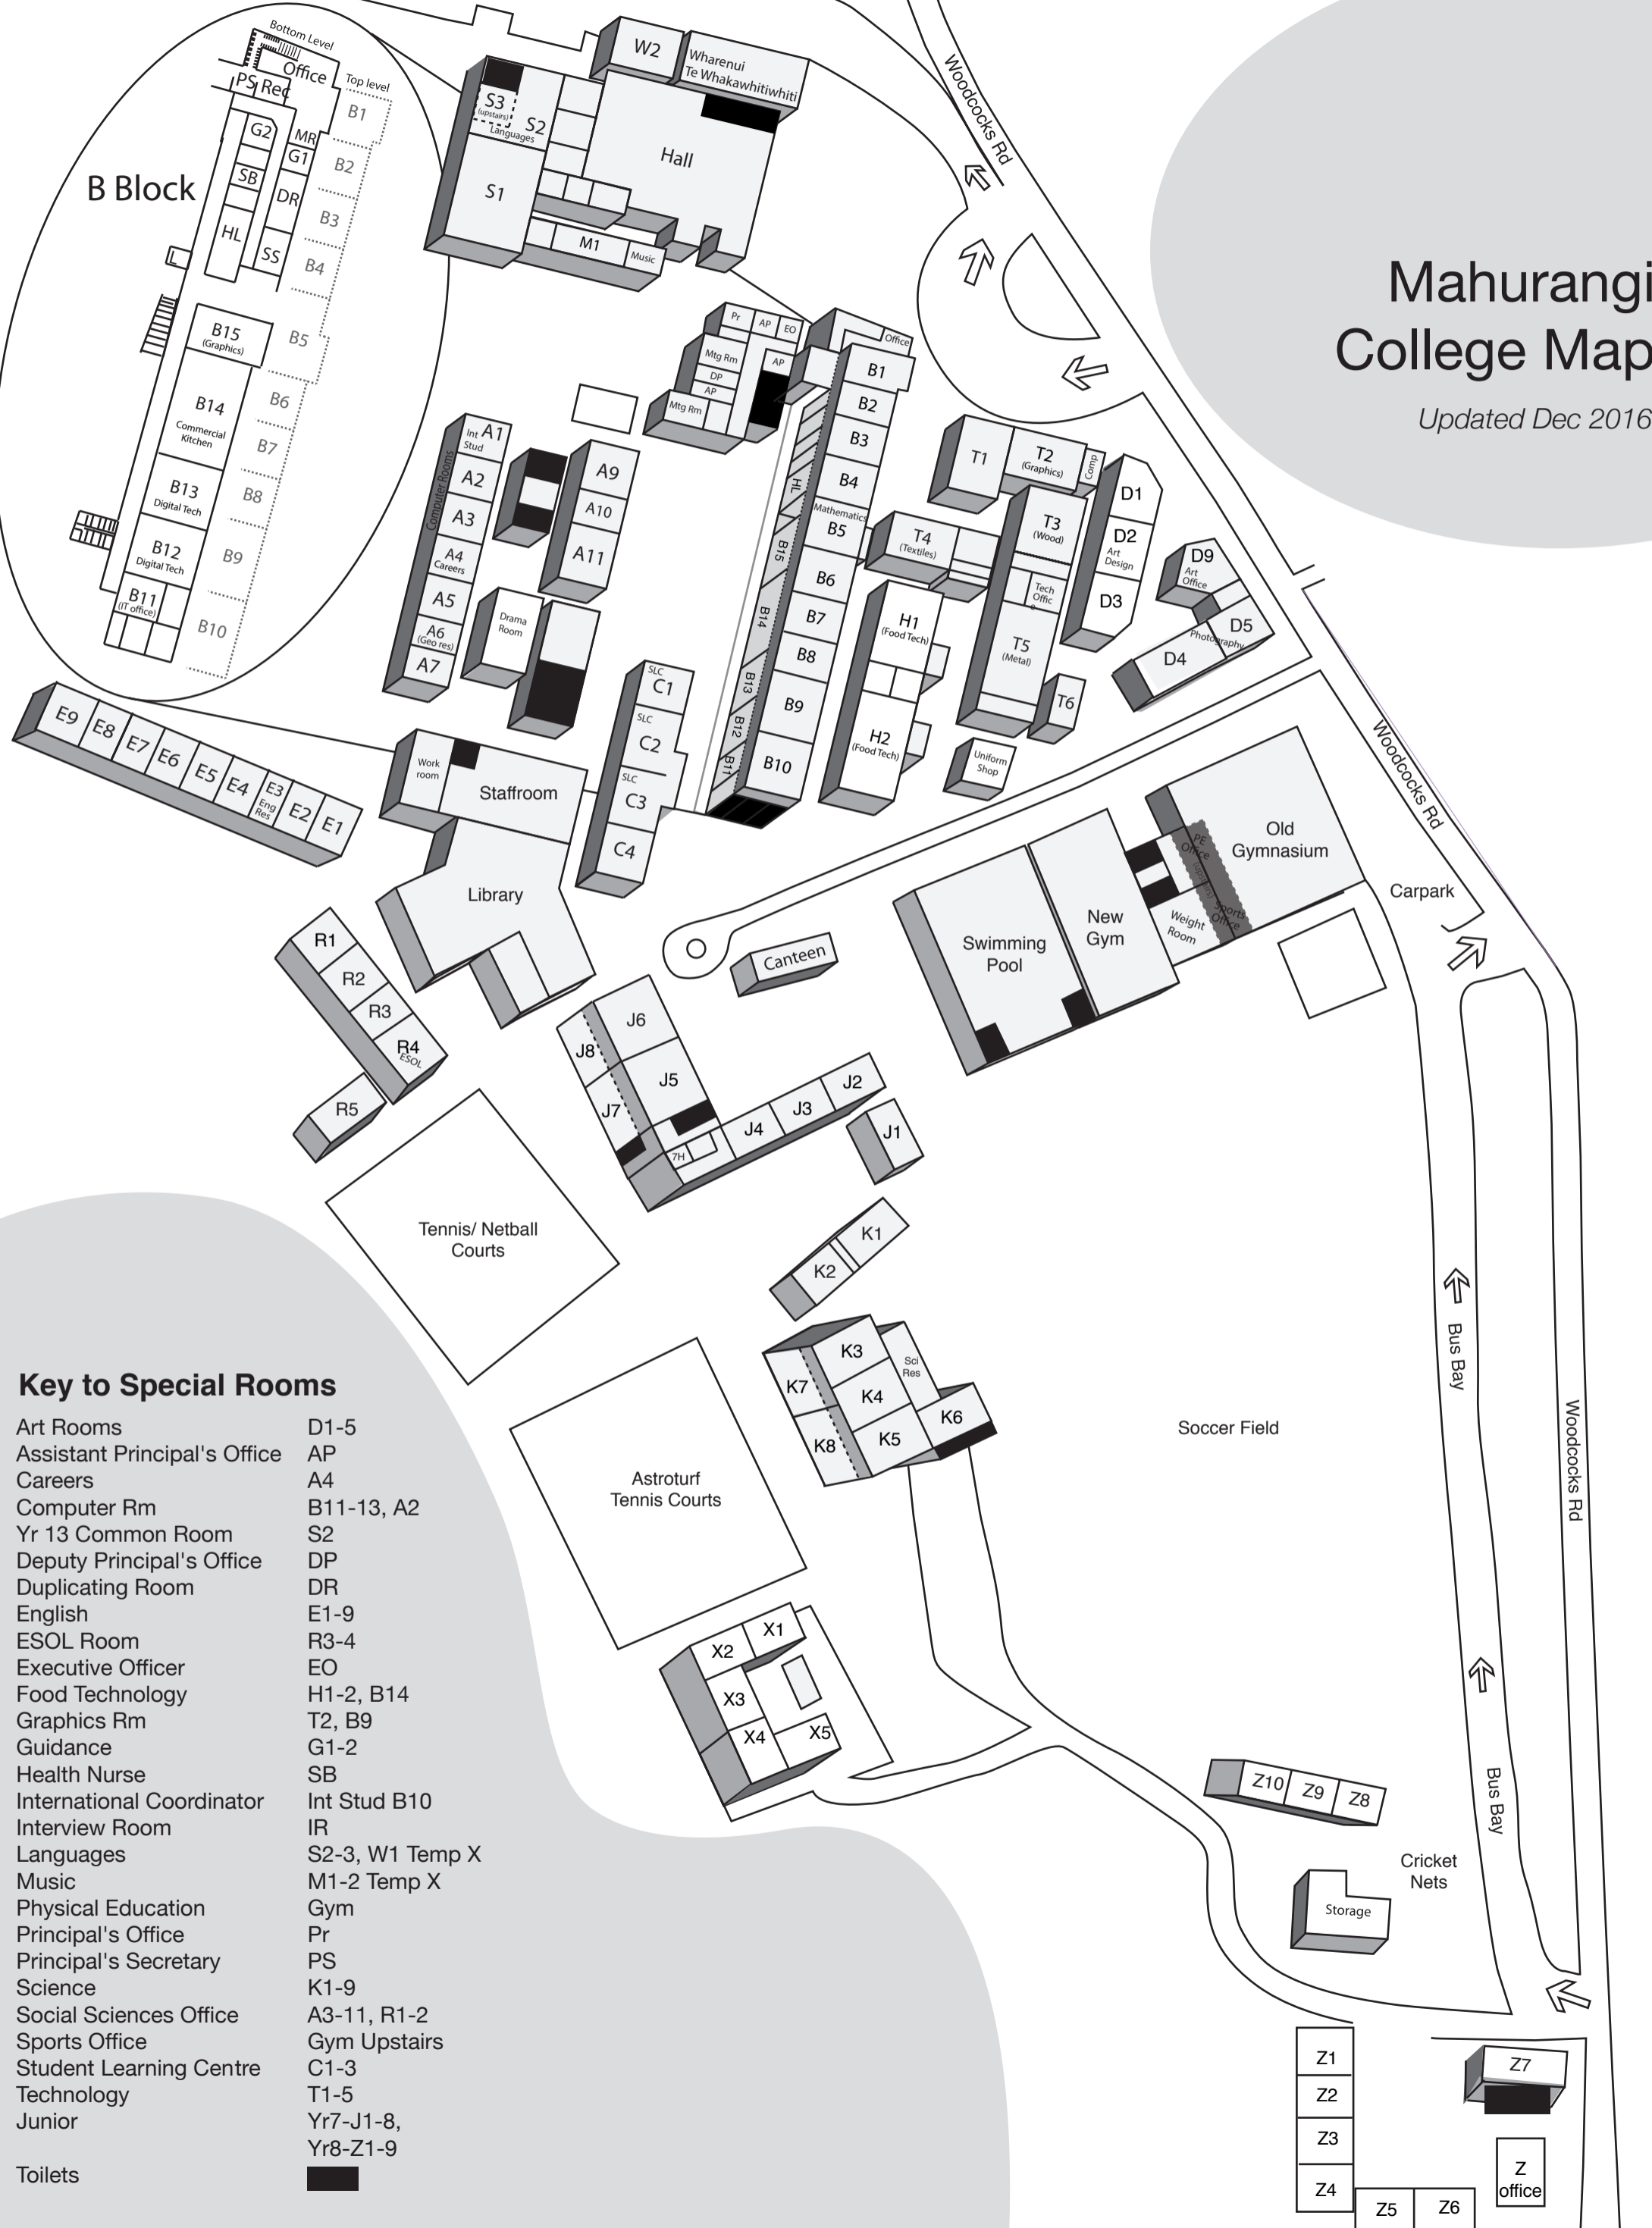 Mahurangi
College Map
Updated Dec 2016
Bottom Level
Office
Top level
PS Rec
B Block
G2
MR
G1
SB
DR
HL
SS
L
B1
B2
B3
B4
B5
B6
B7
B8
B9
B10
B15
(Graphics)
B14
Commercial
Kitchen
B13
Digital Tech
B12
Digital Tech
B11
(IT office)
W2
Wharenui
Te Whakawhitiwhiti
S3
(upstairs)
S2
Languages
S1
Hall
M1
Music
Woodcocks Rd
Pr
AP
EO
Mtg Rm
AP
DP
AP
Mtg Rm
Office
B1
B2
B3
B4
Mathematics
B5
B6
B7
B8
B9
B10
HL
B15
B14
B13
B12
B11
Computer Rooms
Int
Stud
A1
A2
A3
A4
Careers
A5
A6
(Geo res)
A7
A9
A10
A11
Drama
Room
T1
T2
(Graphics)
Comp
T3
(Wood)
T4
(Textiles)
Tech
Offic
e
T5
(Metal)
T6
D1
D2
Art
Design
D3
D9
Art
Office
D5
Photography
D4
H1
(Food Tech)
H2
(Food Tech)
Uniform
Shop
SLC
C1
SLC
C2
SLC
C3
C4
E9
E8
E7
E6
E5
E4
E3
Eng
Res
E2
E1
Work
room
Staffroom
Library
R1
R2
R3
R4
ESOL
R5
Canteen
Swimming
Pool
New
Gym
PE
Office
(upstairs)
Sports
Office
Weight
Room
Old
Gymnasium
Woodcocks Rd
Carpark
J6
J8
J5
J7
7H
J4
J3
J2
J1
Tennis/ Netball
Courts
K1
K2
K3
K7
K4
Sci
Res
K6
K5
K8
Astroturf
Tennis Courts
Soccer Field
Bus Bay
Woodcocks Rd
Bus Bay
X1
X2
X3
X4
X5
Z10
Z9
Z8
Cricket
Nets
Storage
Z1
Z2
Z3
Z4
Z5
Z6
Z7
Z
office
Key to Special Rooms
Art Rooms D1-5
Assistant Principal's Office AP
Careers A4
Computer Rm B11-13, A2
Yr 13 Common Room S2
Deputy Principal's Office DP
Duplicating Room DR
English E1-9
ESOL Room R3-4
Executive Officer EO
Food Technology H1-2, B14
Graphics Rm T2, B9
Guidance G1-2
Health Nurse SB
International Coordinator Int Stud B10
Interview Room IR
Languages S2-3, W1 Temp X
Music M1-2 Temp X
Physical Education Gym
Principal's Office Pr
Principal's Secretary PS
Science K1-9
Social Sciences Office A3-11, R1-2
Sports Office Gym Upstairs
Student Learning Centre C1-3
Technology T1-5
Junior Yr7-J1-8,
Yr8-Z1-9
Toilets